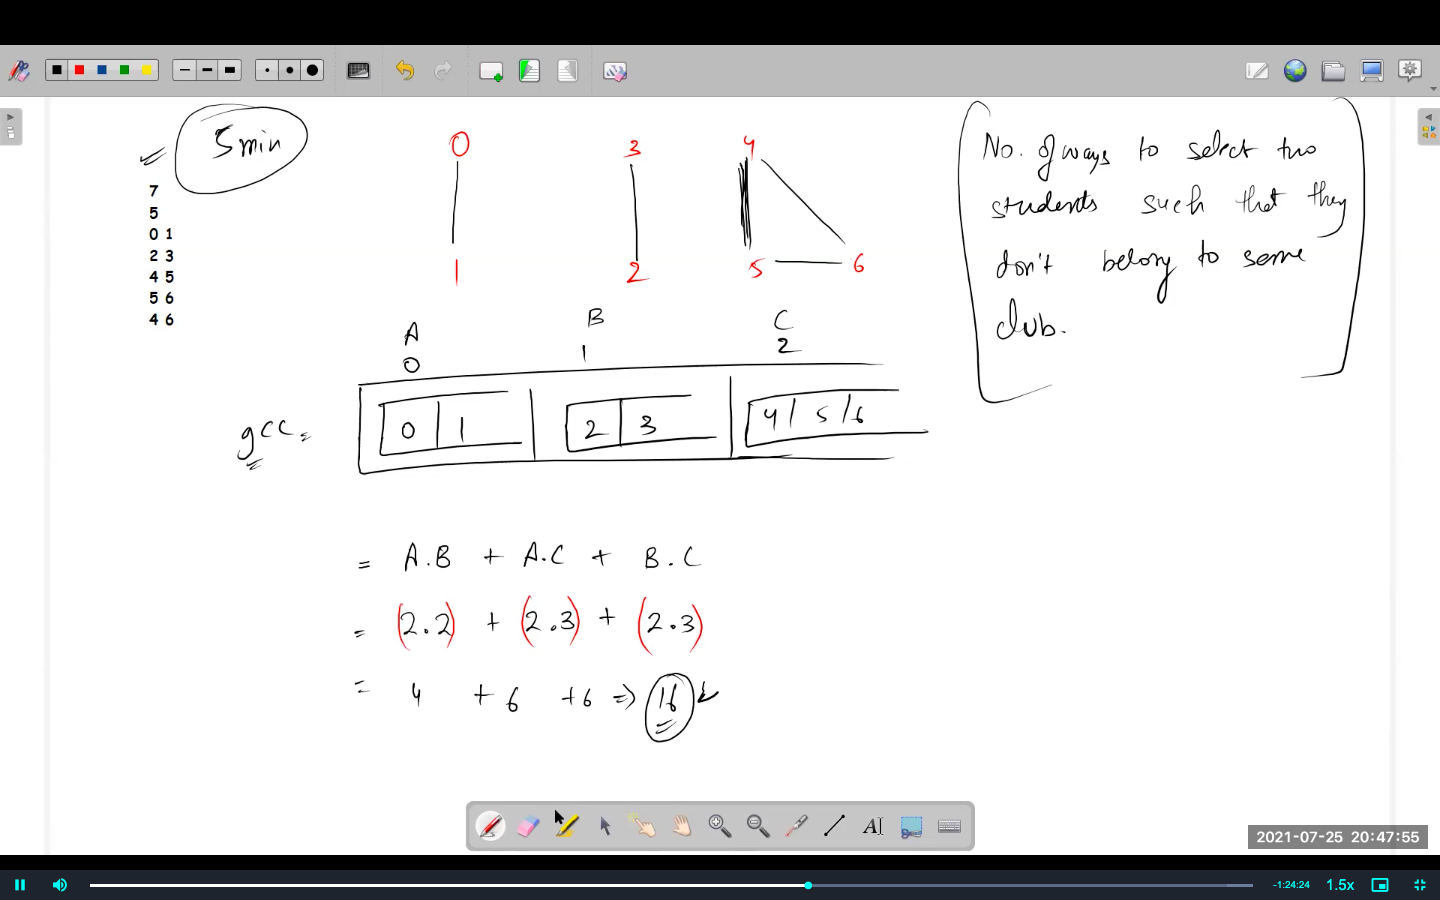 5 min
7
5
0 1
2 3
4 5
5 6
4 6
0 3 4
1 2 5 6
No. of ways to select two
students such that they
don't belong to same
club.
A B C
0 1 2
gcc = 0 1 2 3 4 5 6
= A.B + A.C + B.C
= (2.2) + (2.3) + (2.3)
= 4 + 6 + 6 => 16
A
2021-07-25 20:47:55
-1:24:24 1.5x